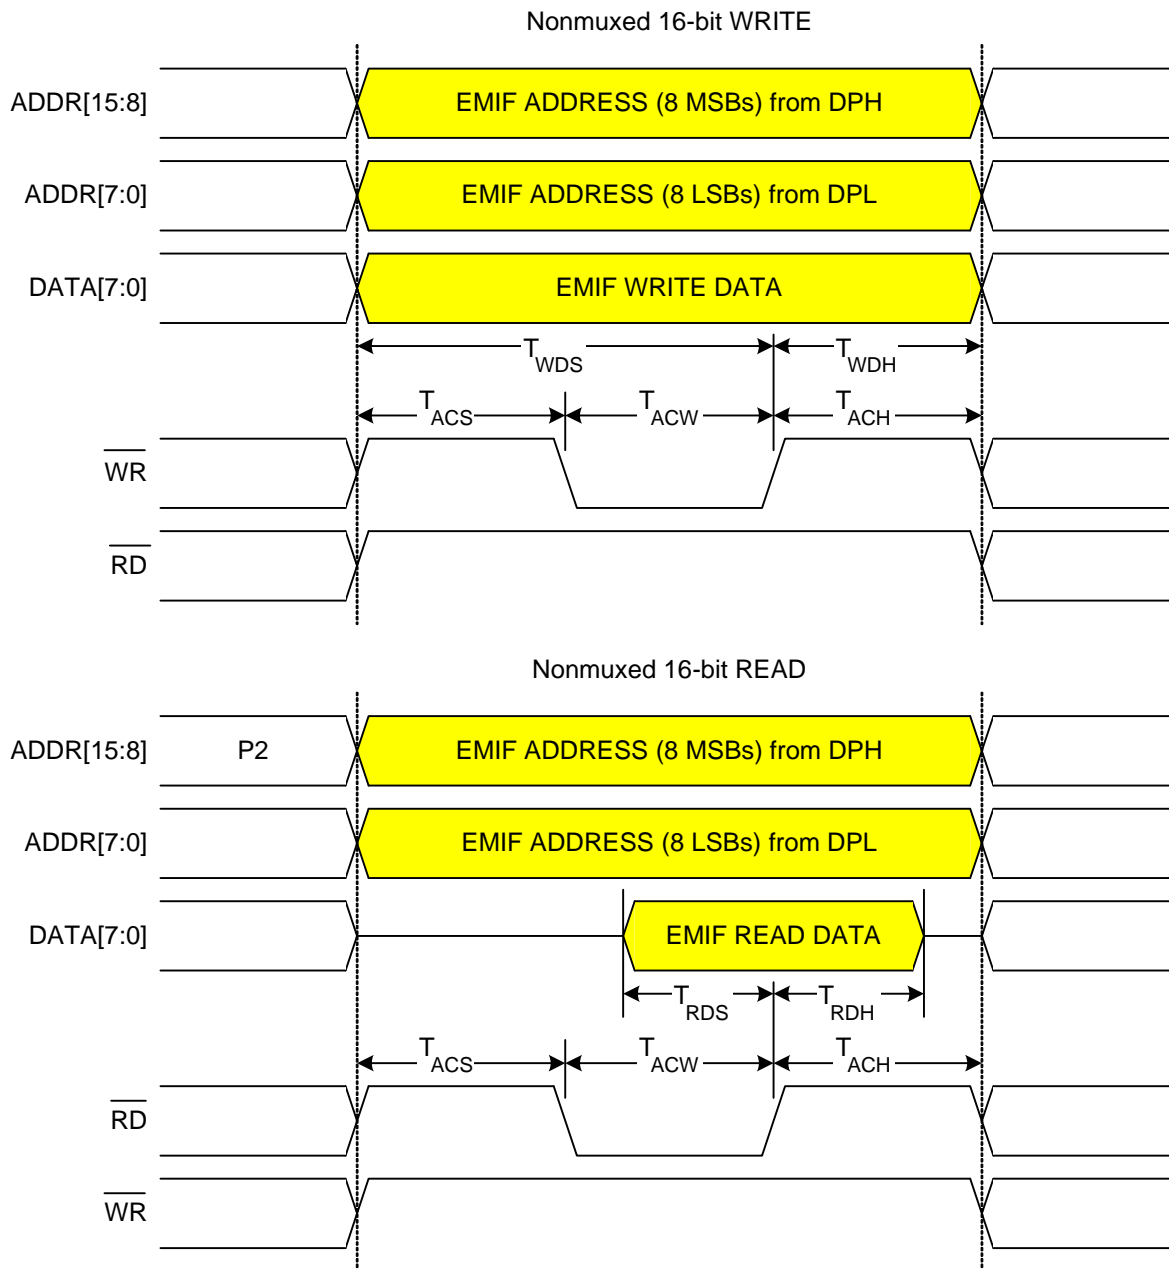 Nonmuxed 16-bit WRITE
ADDR[15:8] EMIF ADDRESS (8 MSBs) from DPH
ADDR[7:0] EMIF ADDRESS (8 LSBs) from DPL
DATA[7:0] EMIF WRITE DATA
TWDS TWDH
TACS TACW TACH
WR
RD
Nonmuxed 16-bit READ
ADDR[15:8] P2 EMIF ADDRESS (8 MSBs) from DPH
ADDR[7:0] EMIF ADDRESS (8 LSBs) from DPL
DATA[7:0] EMIF READ DATA
TRDS TRDH
TACS TACW TACH
RD
WR